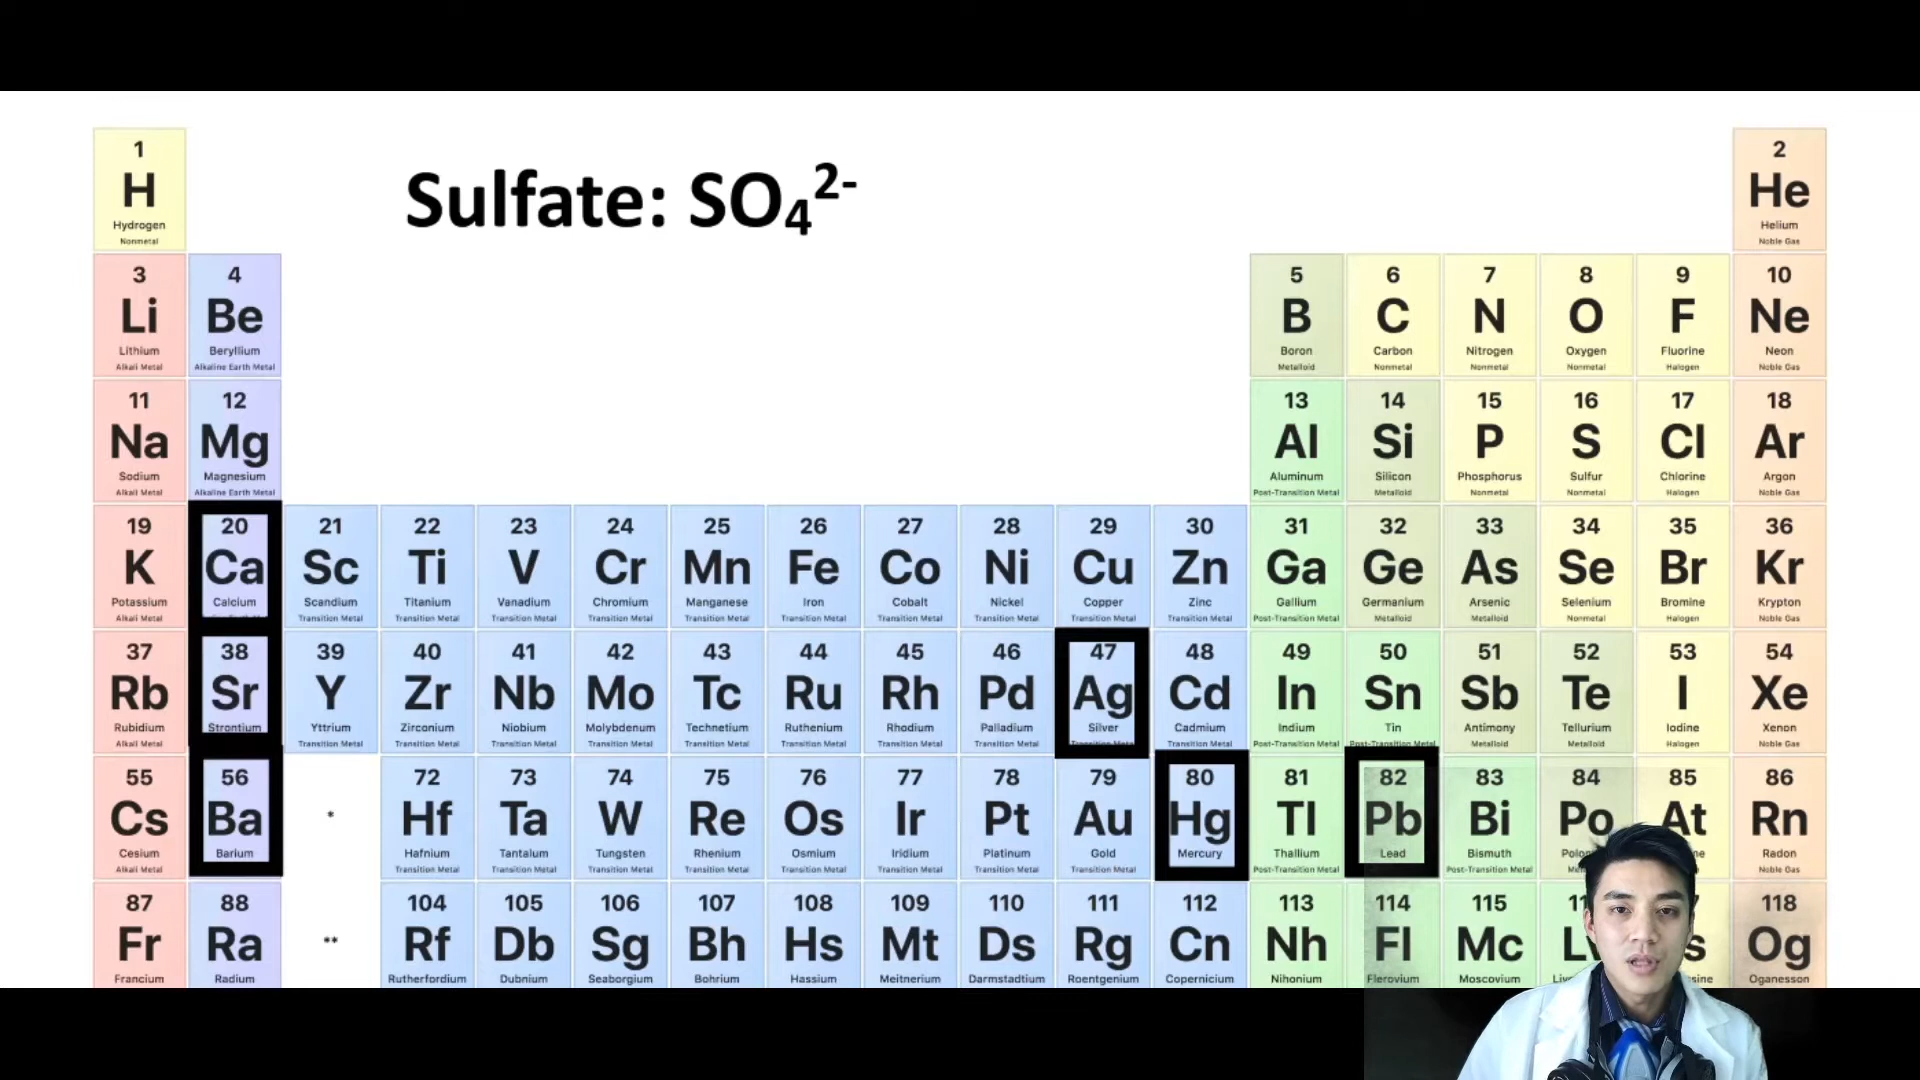 1 2
H Sulfate: SO₄²⁻ He
Hydrogen Helium
Nonmetal Noble Gas
3 4 5 6 7 8 9 10
Li Be B C N O F Ne
Lithium Beryllium Boron Carbon Nitrogen Oxygen Fluorine Neon
Alkali Metal Alkaline Earth Metal Metalloid Nonmetal Nonmetal Nonmetal Halogen Noble Gas
11 12 13 14 15 16 17 18
Na Mg Al Si P S Cl Ar
Sodium Magnesium Aluminum Silicon Phosphorus Sulfur Chlorine Argon
Alkali Metal Alkaline Earth Metal Post-Transition Metal Metalloid Nonmetal Nonmetal Halogen Noble Gas
19 20 21 22 23 24 25 26 27 28 29 30 31 32 33 34 35 36
K Ca Sc Ti V Cr Mn Fe Co Ni Cu Zn Ga Ge As Se Br Kr
Potassium Calcium Scandium Titanium Vanadium Chromium Manganese Iron Cobalt Nickel Copper Zinc Gallium Germanium Arsenic Selenium Bromine Krypton
Alkali Metal Transition Metal Transition Metal Transition Metal Transition Metal Transition Metal Transition Metal Transition Metal Transition Metal Transition Metal Transition Metal Post-Transition Metal Metalloid Metalloid Nonmetal Halogen Noble Gas
37 38 39 40 41 42 43 44 45 46 47 48 49 50 51 52 53 54
Rb Sr Y Zr Nb Mo Tc Ru Rh Pd Ag Cd In Sn Sb Te I Xe
Rubidium Strontium Yttrium Zirconium Niobium Molybdenum Technetium Ruthenium Rhodium Palladium Silver Cadmium Indium Tin Antimony Tellurium Iodine Xenon
Alkali Metal Transition Metal Transition Metal Transition Metal Transition Metal Transition Metal Transition Metal Transition Metal Transition Metal Transition Metal Transition Metal Post-Transition Metal Post-Transition Metal Metalloid Metalloid Halogen Noble Gas
55 56 72 73 74 75 76 77 78 79 80 81 82 83 84 85 86
Cs Ba * Hf Ta W Re Os Ir Pt Au Hg Tl Pb Bi Po At Rn
Cesium Barium Hafnium Tantalum Tungsten Rhenium Osmium Iridium Platinum Gold Mercury Thallium Lead Bismuth Radon
Alkali Metal Transition Metal Transition Metal Transition Metal Transition Metal Transition Metal Transition Metal Transition Metal Transition Metal Post-Transition Metal Post-Transition Metal Noble Gas
87 88 104 105 106 107 108 109 110 111 112 113 114 115 118
Fr Ra ** Rf Db Sg Bh Hs Mt Ds Rg Cn Nh Fl Mc Og
Francium Radium Rutherfordium Dubnium Seaborgium Bohrium Hassium Meitnerium Darmstadtium Roentgenium Copernicium Nihonium Flerovium Moscovium Oganesson